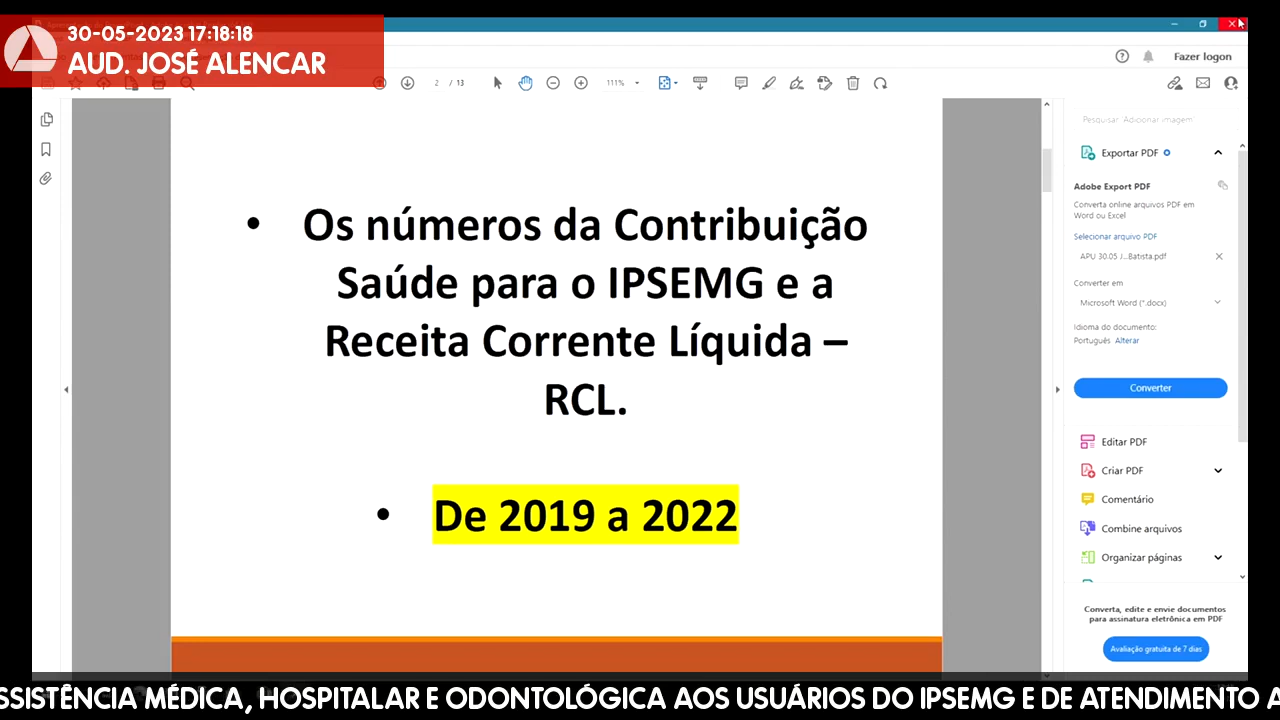 30-05-2023 17:18:18
AUD. JOSÉ ALENCAR
Fazer logon
2 / 13
111%
Exportar PDF
Adobe Export PDF
Converta online arquivos PDF em
Word ou Excel
Selecionar arquivo PDF
APU 30.05 J...Batista.pdf
Converter em
Microsoft Word (*.docx)
Idioma do documento:
Português Alterar
Converter
Editar PDF
Criar PDF
Comentário
Combine arquivos
Organizar páginas
Converta, edite e envie documentos
para assinatura eletrônica em PDF
Avaliação gratuita de 7 dias
• Os números da Contribuição
Saúde para o IPSEMG e a
Receita Corrente Líquida –
RCL.
• De 2019 a 2022
SSISTÊNCIA MÉDICA, HOSPITALAR E ODONTOLÓGICA AOS USUÁRIOS DO IPSEMG E DE ATENDIMENTO A